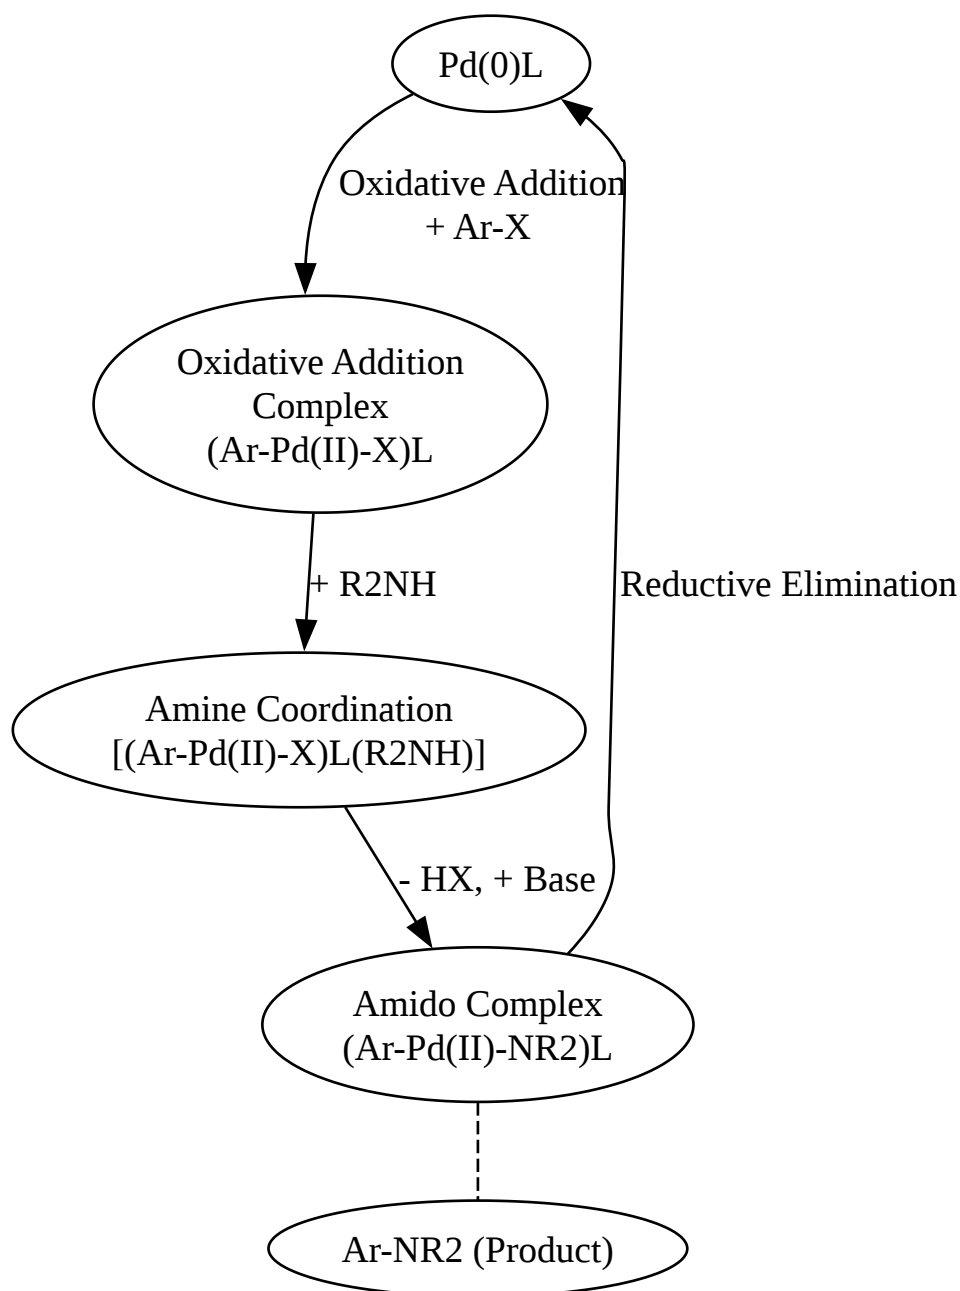 Pd(0)L
Oxidative Addition
+ Ar-X
Oxidative Addition
Complex
(Ar-Pd(II)-X)L
+ R2NH
Reductive Elimination
Amine Coordination
[(Ar-Pd(II)-X)L(R2NH)]
- HX, + Base
Amido Complex
(Ar-Pd(II)-NR2)L
Ar-NR2 (Product)